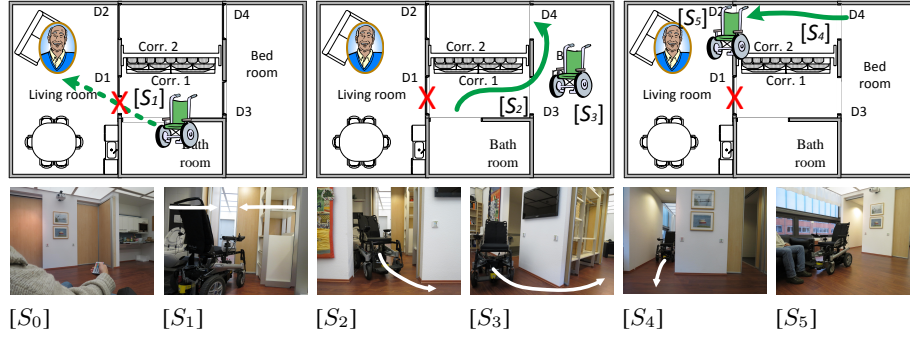 D2
D4
Corr. 2
Bed
room
D1
Corr. 1
Living room
[S1]
D3
Bath
room
D2
D4
Corr. 2
B
D1
Corr. 1
Living room
[S2]
[S3]
D3
Bath
room
[S5]
D2
D4
[S4]
Corr. 2
Bed
room
D1
Corr. 1
Living room
D3
Bath
room
[S0]
[S1]
[S2]
[S3]
[S4]
[S5]